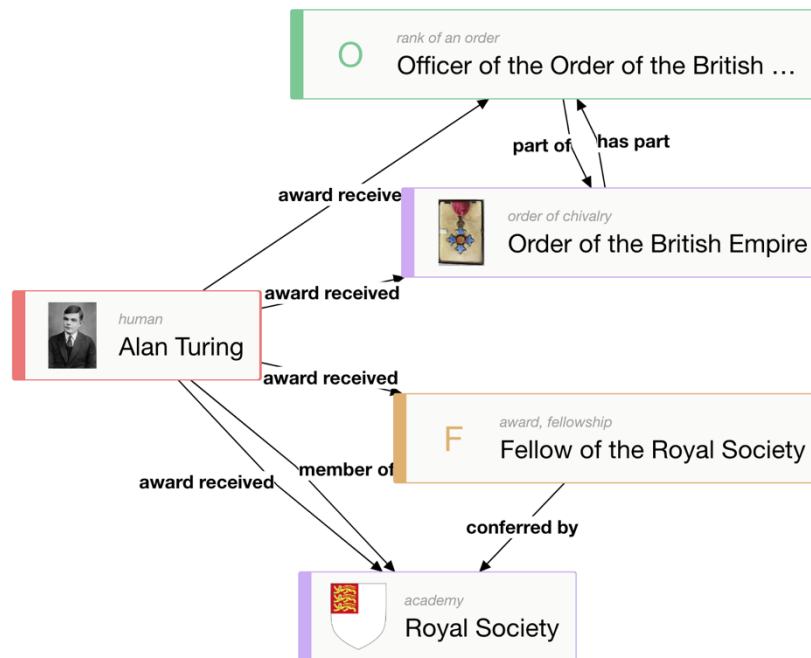 rank of an order
O
Officer of the Order of the British ...
part of
has part
award receive
order of chivalry
Order of the British Empire
award received
human
Alan Turing
award received
award, fellowship
F
Fellow of the Royal Society
member of
award received
conferred by
academy
Royal Society